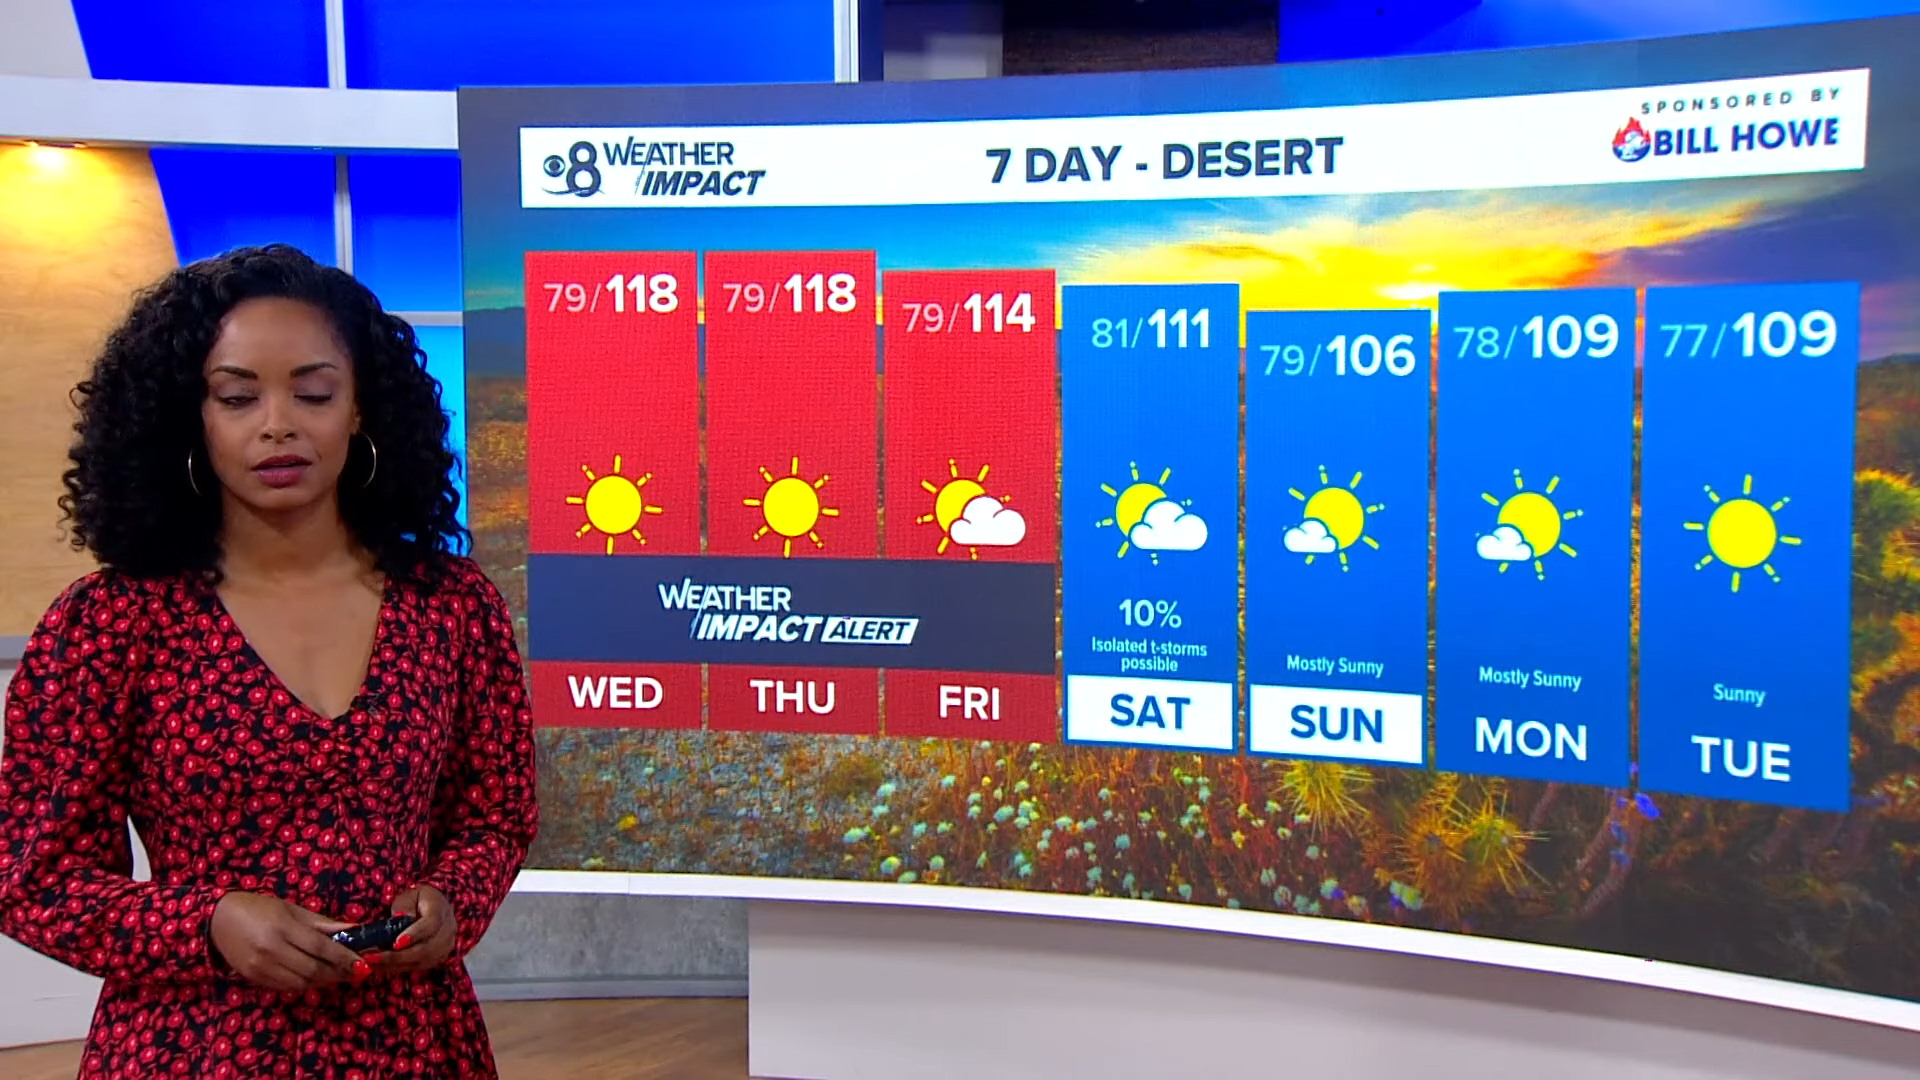 8 WEATHER
IMPACT
7 DAY - DESERT
SPONSORED BY
BILL HOWE
79/118
79/118
79/114
81/111
79/106
78/109
77/109
WEATHER
IMPACT ALERT
10%
Isolated t-storms
possible
Mostly Sunny
Mostly Sunny
Sunny
WED
THU
FRI
SAT
SUN
MON
TUE